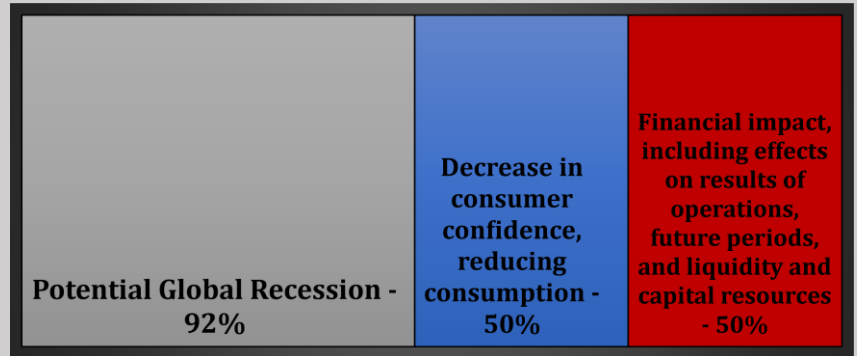 Potential Global Recession -
92%
Decrease in
consumer
confidence,
reducing
consumption -
50%
Financial impact,
including effects
on results of
operations,
future periods,
and liquidity and
capital resources
- 50%